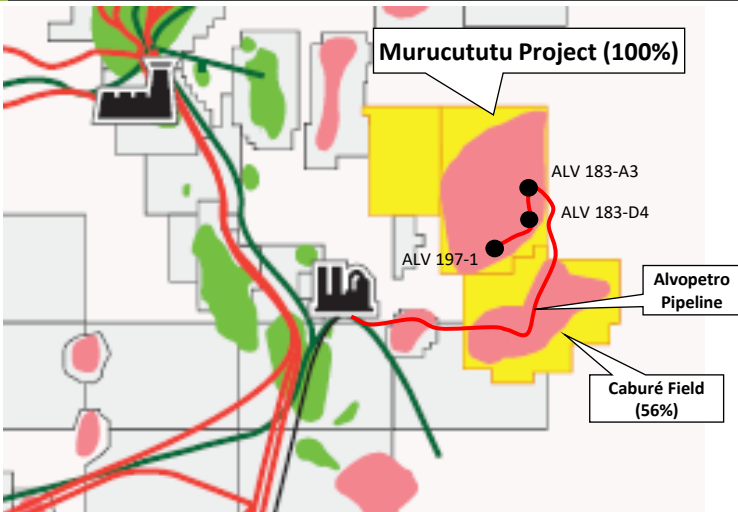 Murucututu Project (100%)
ALV 183-A3
ALV 183-D4
ALV 197-1
Alvopetro
Pipeline
Caburé Field
(56%)